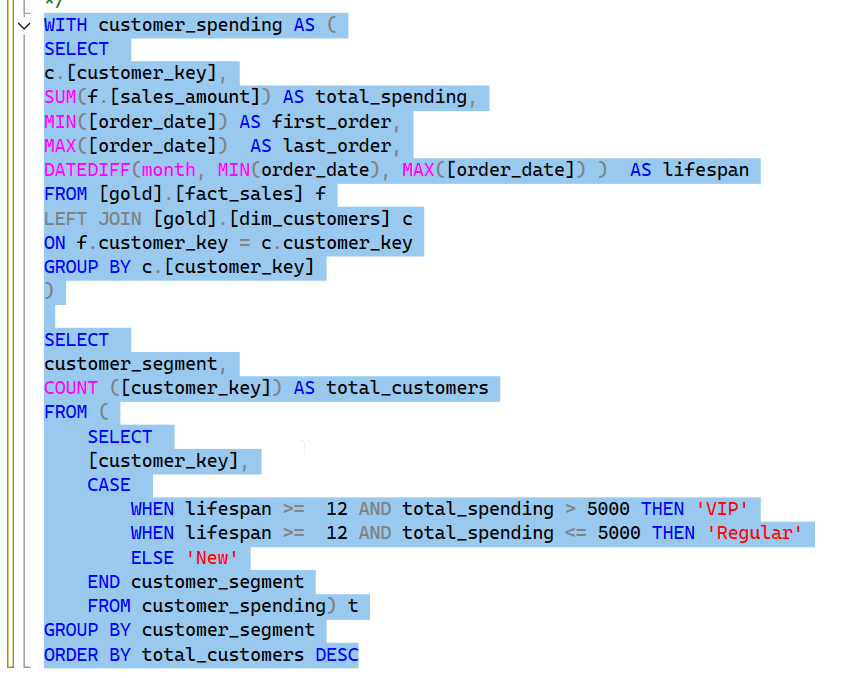 */
WITH customer_spending AS (
SELECT
c.[customer_key],
SUM(f.[sales_amount]) AS total_spending,
MIN([order_date]) AS first_order,
MAX([order_date])  AS last_order,
DATEDIFF(month, MIN(order_date), MAX([order_date]) )  AS lifespan
FROM [gold].[fact_sales] f
LEFT JOIN [gold].[dim_customers] c
ON f.customer_key = c.customer_key
GROUP BY c.[customer_key]
)

SELECT
customer_segment,
COUNT ([customer_key]) AS total_customers
FROM (
    SELECT
    [customer_key],
    CASE
        WHEN lifespan >=  12 AND total_spending > 5000 THEN 'VIP'
        WHEN lifespan >=  12 AND total_spending <= 5000 THEN 'Regular'
        ELSE 'New'
    END customer_segment
    FROM customer_spending) t
GROUP BY customer_segment
ORDER BY total_customers DESC